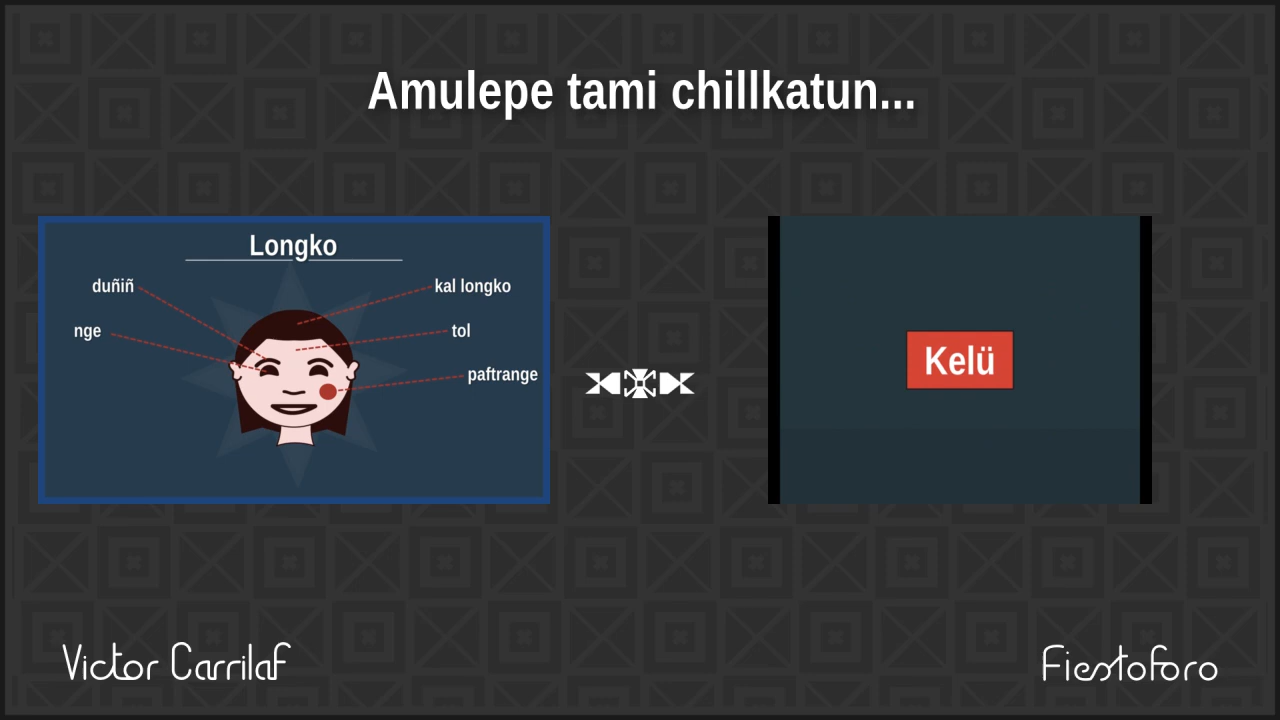 Amulepe tami chillkatun...
Longko
duñiñ
kal longko
nge
tol
paftrange
Kelü
Victor Carrilaf
Fiestoforo